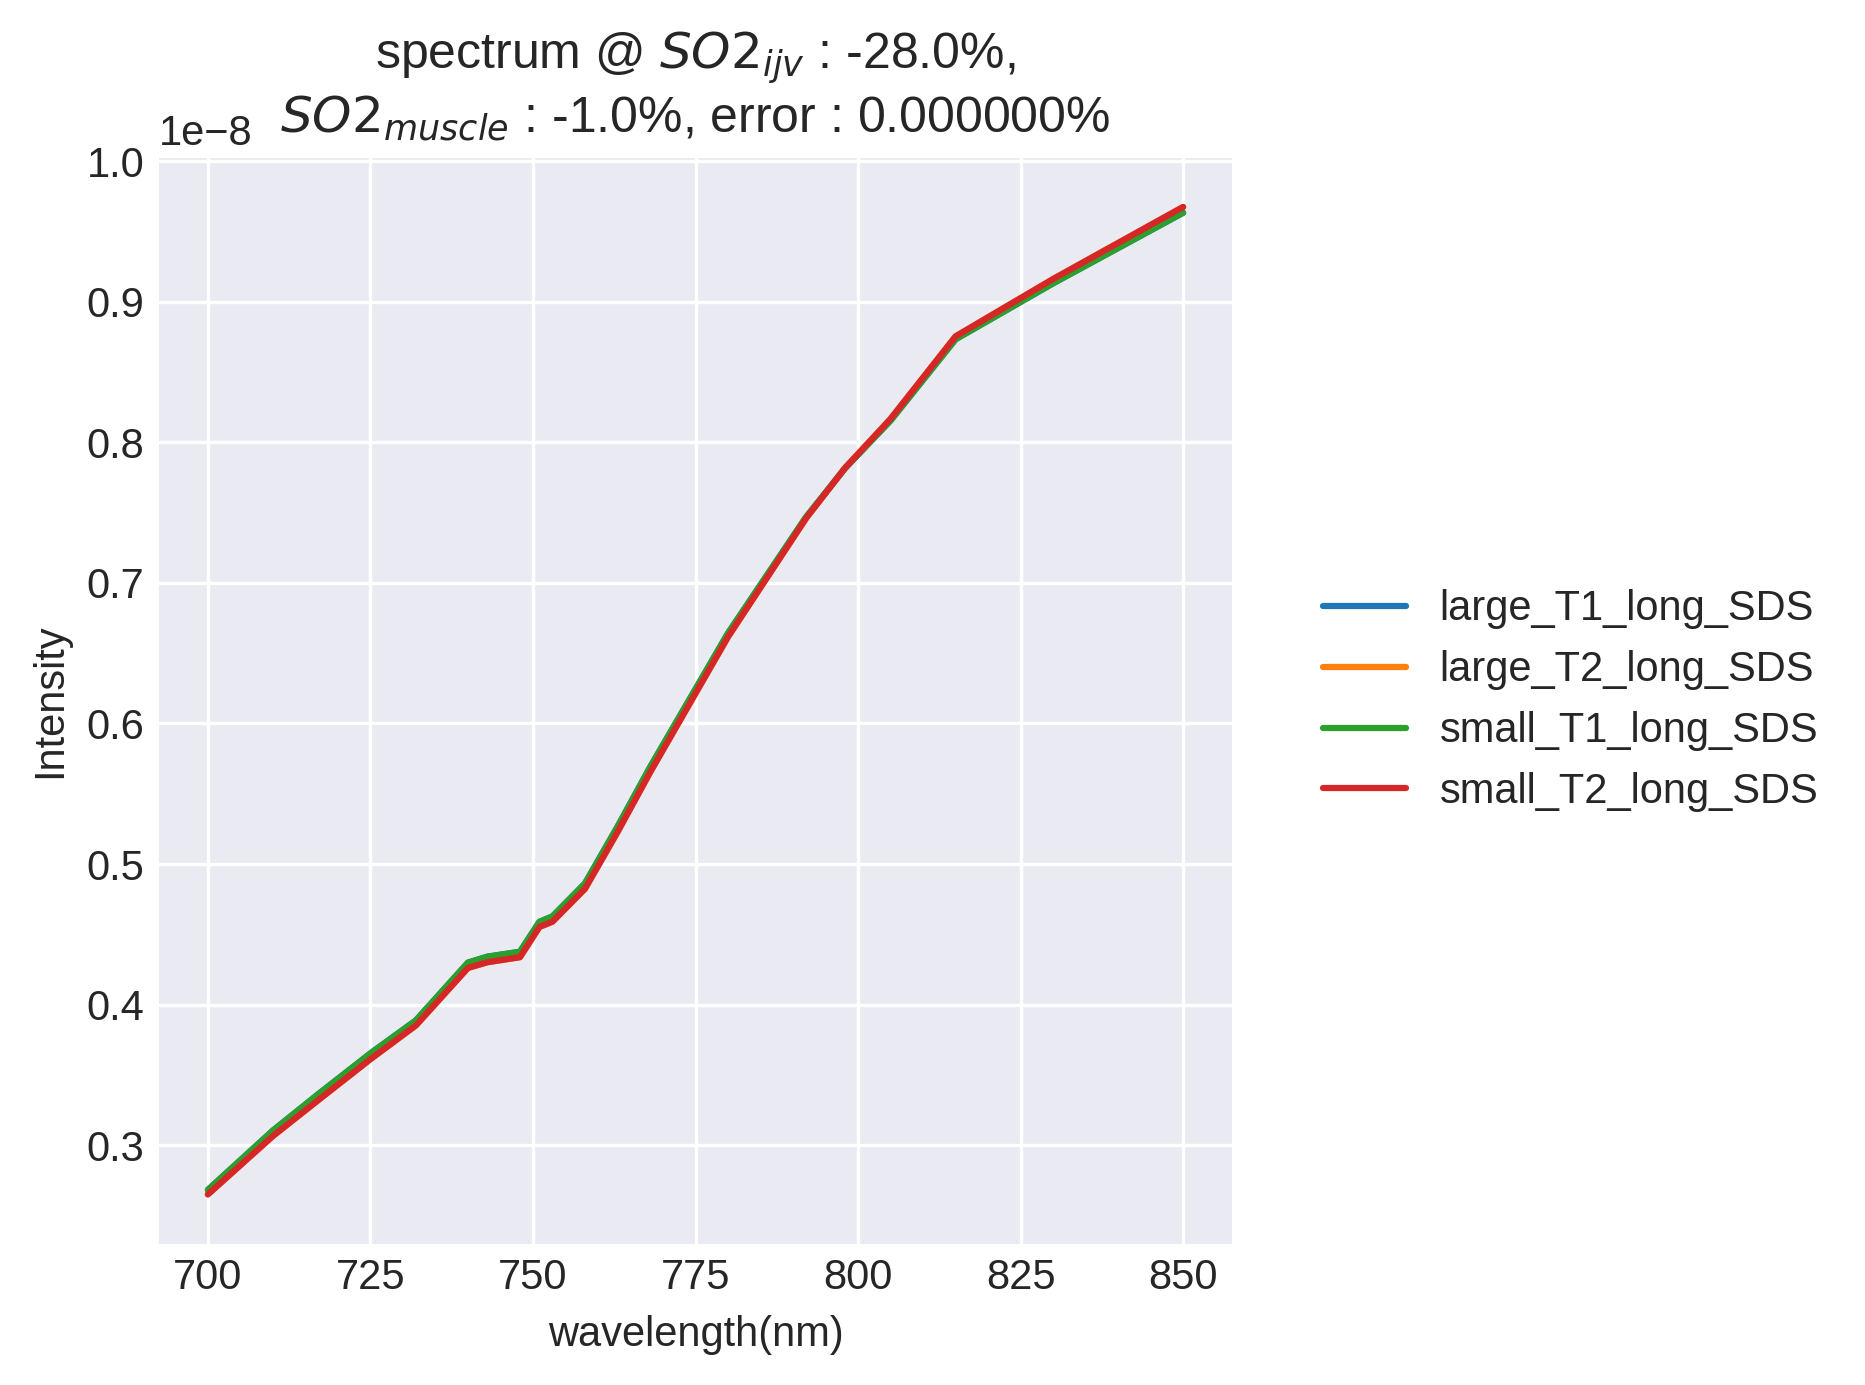 spectrum @ SO2ijv : -28.0%,
SO2muscle : -1.0%, error : 0.000000%
1e−8
1.0
0.9
0.8
0.7
0.6
0.5
0.4
0.3
Intensity
700 725 750 775 800 825 850
wavelength(nm)
large_T1_long_SDS
large_T2_long_SDS
small_T1_long_SDS
small_T2_long_SDS